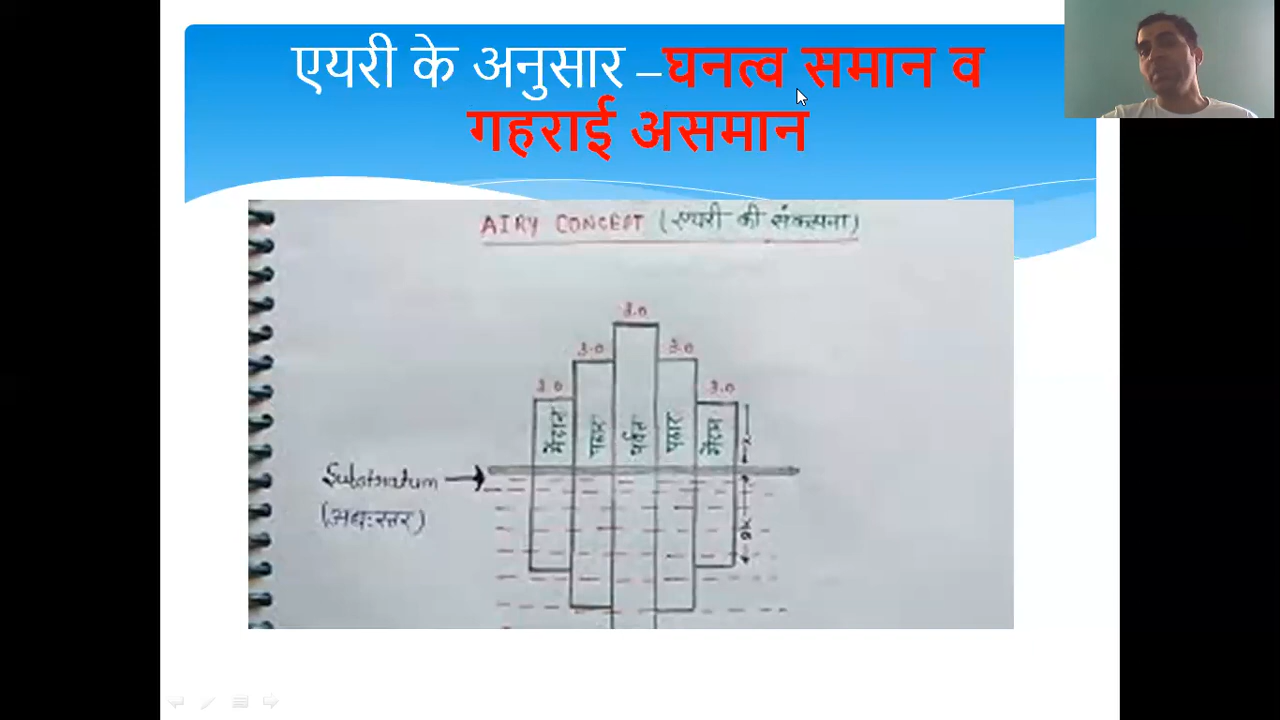 एयरी के अनुसार –घनत्व समान व
गहराई असमान
AIRY CONCEPT (एयरी की संकल्पना)
3.0
3.0 3.0
3.0 3.0
मैदान पठार पर्वत पठार मैदान
Substratum
(अधःस्तर)